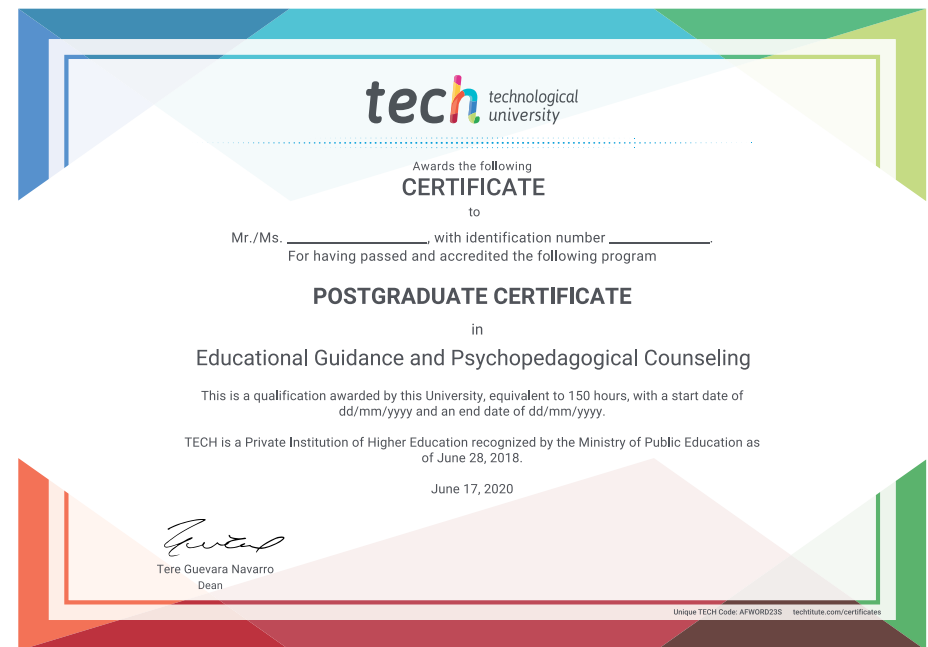 tech technological
university
Awards the following
CERTIFICATE
to
Mr./Ms. ____________________, with identification number ______________.
For having passed and accredited the following program
POSTGRADUATE CERTIFICATE
in
Educational Guidance and Psychopedagogical Counseling
This is a qualification awarded by this University, equivalent to 150 hours, with a start date of
dd/mm/yyyy and an end date of dd/mm/yyyy.
TECH is a Private Institution of Higher Education recognized by the Ministry of Public Education as
of June 28, 2018.
June 17, 2020
Tere Guevara Navarro
Dean
Unique TECH Code: AFWORD23S techtitute.com/certificates